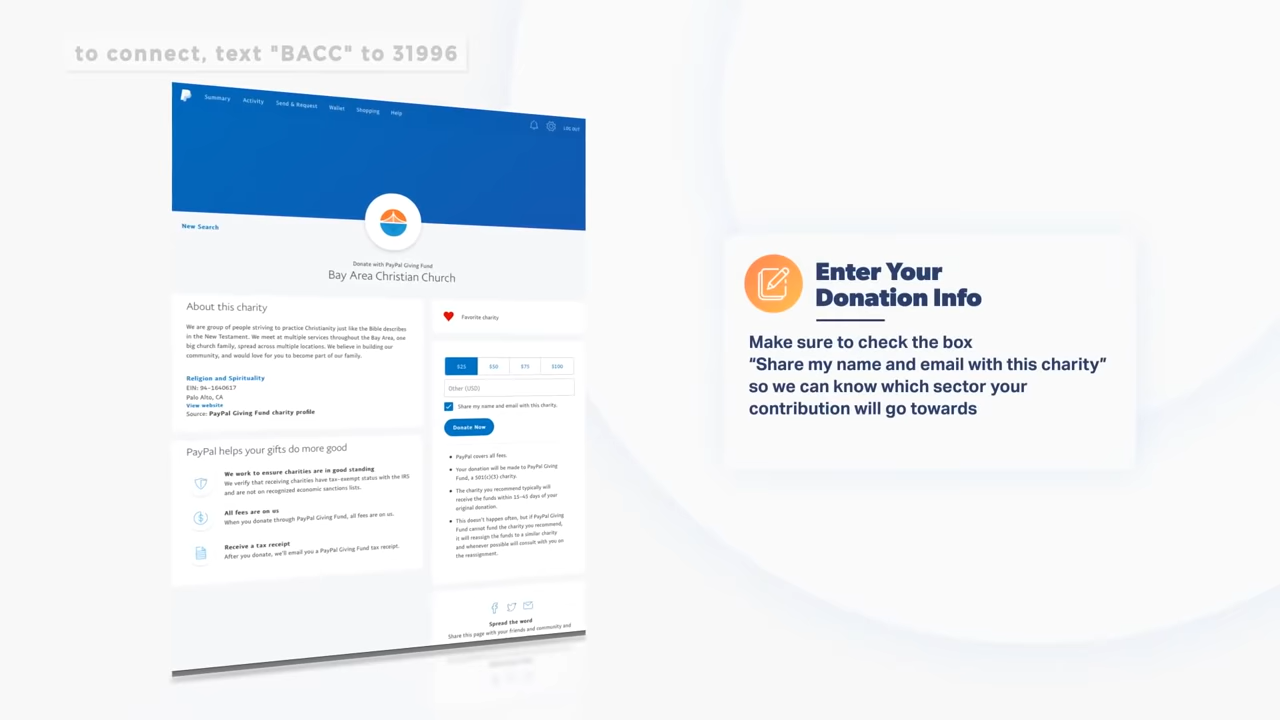 to connect, text "BACC" to 31996
Summary
Activity
Send & Request
Wallet
Shopping
Help
LOG OUT
New Search
Donate with PayPal Giving Fund
Bay Area Christian Church
About this charity
We are group of people striving to practice Christianity just like the Bible describes
in the New Testament. We meet at multiple services throughout the Bay Area, one
big church family, spread across multiple locations. We believe in building our
community, and would love for you to become part of our family.
Religion and Spirituality
EIN: 94-1640617
Palo Alto, CA
View website
Source: PayPal Giving Fund charity profile
PayPal helps your gifts do more good
We work to ensure charities are in good standing
We verify that receiving charities have tax-exempt status with the IRS
and are not on recognized economic sanctions lists.
All fees are on us
When you donate through PayPal Giving Fund, all fees are on us.
Receive a tax receipt
After you donate, we'll email you a PayPal Giving Fund tax receipt.
Favorite charity
$25
$50
$75
$100
Other (USD)
Share my name and email with this charity.
Donate Now
• PayPal covers all fees.
• Your donation will be made to PayPal Giving
Fund, a 501(c)(3) charity.
• The charity you recommend typically will
receive the funds within 15-45 days of your
original donation.
• This doesn't happen often, but if PayPal Giving
Fund cannot fund the charity you recommend,
it will reassign the funds to a similar charity
and whenever possible will consult with you on
the reassignment.
Spread the word
Share this page with your friends and community and
Enter Your
Donation Info
Make sure to check the box
“Share my name and email with this charity”
so we can know which sector your
contribution will go towards